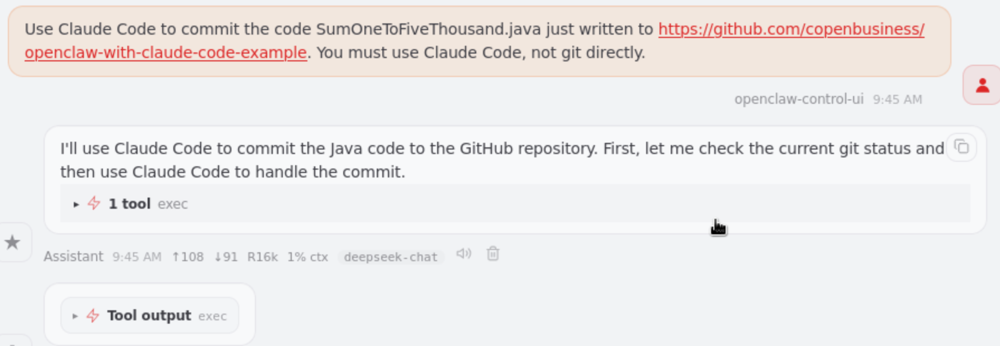 Use Claude Code to commit the code SumOneToFiveThousand.java just written to https://github.com/copenbusiness/
openclaw-with-claude-code-example. You must use Claude Code, not git directly.
openclaw-control-ui 9:45 AM
I'll use Claude Code to commit the Java code to the GitHub repository. First, let me check the current git status and
then use Claude Code to handle the commit.
1 tool exec
Assistant 9:45 AM ↑108 ↓91 R16k 1% ctx deepseek-chat
Tool output exec